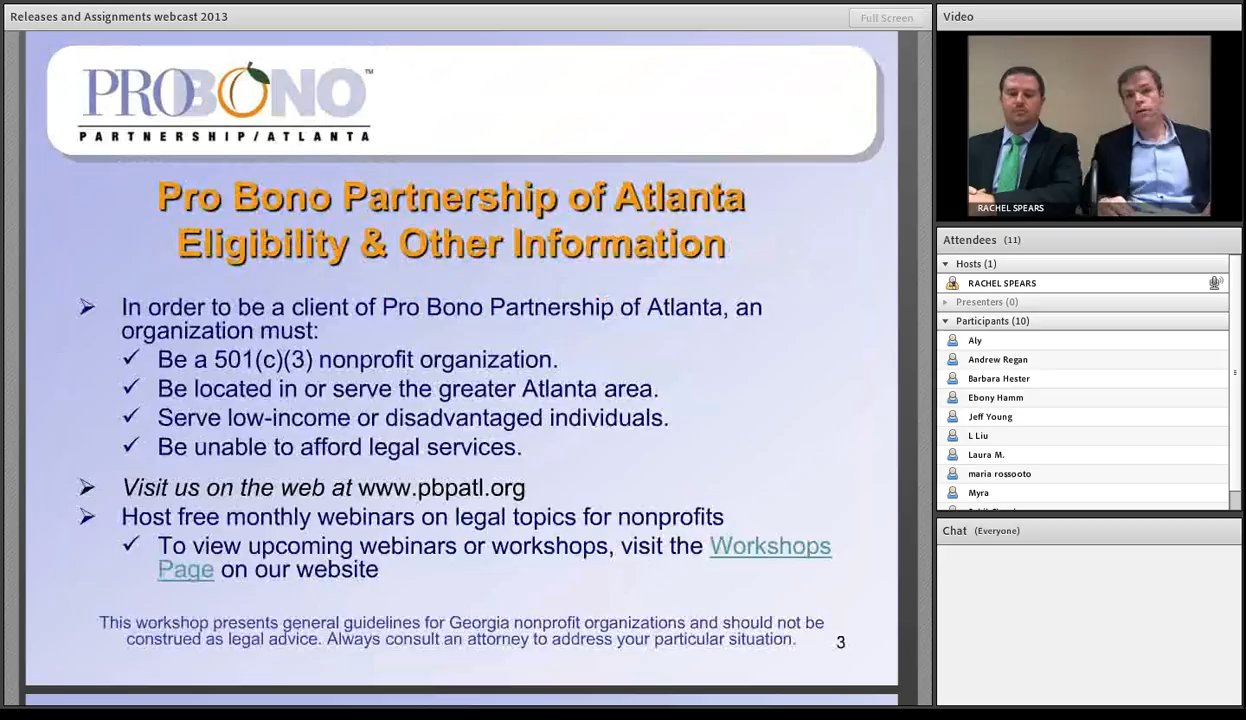 Releases and Assignments webcast 2013
Full Screen
PROBONO™
PARTNERSHIP/ATLANTA
Pro Bono Partnership of Atlanta
Eligibility & Other Information
In order to be a client of Pro Bono Partnership of Atlanta, an
organization must:
Be a 501(c)(3) nonprofit organization.
Be located in or serve the greater Atlanta area.
Serve low-income or disadvantaged individuals.
Be unable to afford legal services.
Visit us on the web at www.pbpatl.org
Host free monthly webinars on legal topics for nonprofits
To view upcoming webinars or workshops, visit the Workshops
Page on our website
This workshop presents general guidelines for Georgia nonprofit organizations and should not be
construed as legal advice. Always consult an attorney to address your particular situation.
3
Video
RACHEL SPEARS
Attendees (11)
Hosts (1)
RACHEL SPEARS
Presenters (0)
Participants (10)
Aly
Andrew Regan
Barbara Hester
Ebony Hamm
Jeff Young
L Liu
Laura M.
maria rossooto
Myra
Chat (Everyone)